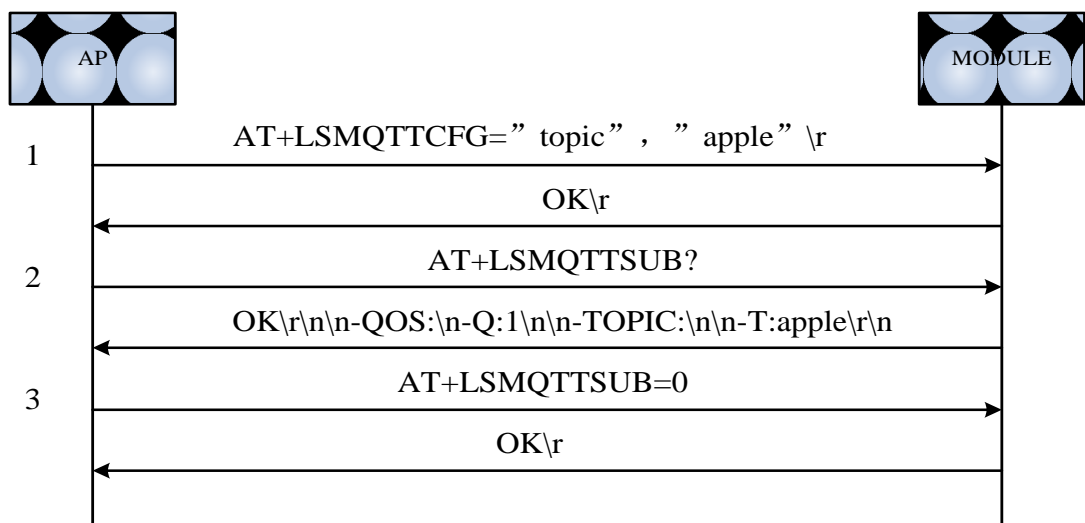 AP
MODULE
1
AT+LSMQTTCFG=”topic”，”apple”\r
OK\r
2
AT+LSMQTTSUB?
OK\r\n\n-QOS:\n-Q:1\n\n-TOPIC:\n\n-T:apple\r\n
3
AT+LSMQTTSUB=0
OK\r